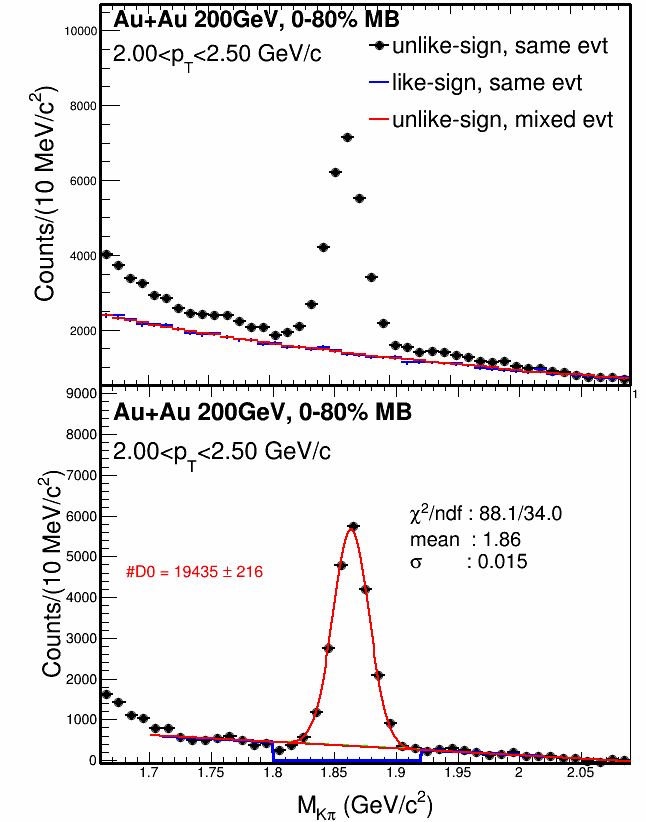 Au+Au 200GeV, 0-80% MB
2.00<p_T<2.50 GeV/c
unlike-sign, same evt
like-sign, same evt
unlike-sign, mixed evt
Counts/(10 MeV/c²)
10000
8000
6000
4000
2000
1
Au+Au 200GeV, 0-80% MB
2.00<p_T<2.50 GeV/c
χ²/ndf : 88.1/34.0
mean : 1.86
σ : 0.015
#D0 = 19435 ± 216
Counts/(10 MeV/c²)
9000
8000
7000
6000
5000
4000
3000
2000
1000
0
1.7 1.75 1.8 1.85 1.9 1.95 2 2.05
M_Kπ (GeV/c²)